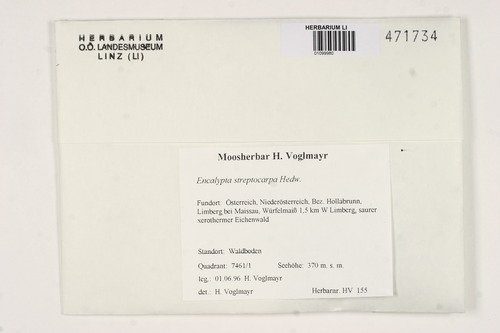 HERBARIUM
O.Ö. LANDESMUSEUM
LINZ (LI)
HERBARIUM LI
01099980
471734
Moosherbar H. Voglmayr
Encalypta streptocarpa Hedw.
Fundort: Österreich, Niederösterreich, Bez. Hollabrunn,
Limberg bei Maissau, Würfelmaiß 1,5 km W Limberg, saurer
xerothermer Eichenwald
Standort: Waldboden
Quadrant: 7461/1 Seehöhe: 370 m. s. m.
leg.: 01.06.96 H. Voglmayr
det.: H. Voglmayr Herbarnr. HV 155